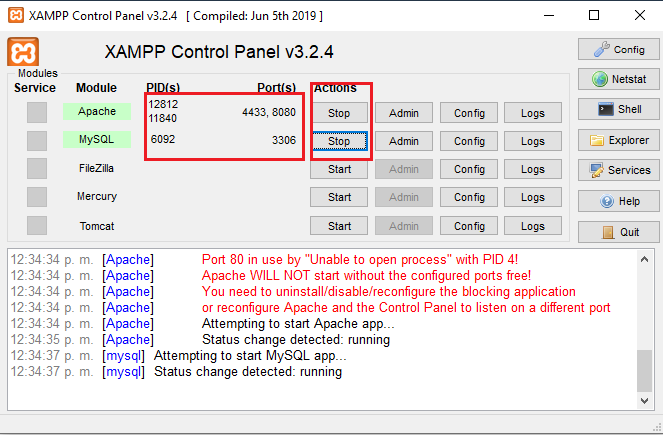 XAMPP Control Panel v3.2.4 [ Compiled: Jun 5th 2019 ]
XAMPP Control Panel v3.2.4
Config
Modules
Service Module PID(s) Port(s) Actions
Netstat
Apache 12812 11840 4433, 8080 Stop Admin Config Logs
Shell
MySQL 6092 3306 Stop Admin Config Logs
Explorer
FileZilla Start Admin Config Logs
Services
Mercury Start Admin Config Logs
Help
Tomcat Start Admin Config Logs
Quit
12:34:34 p. m. [Apache] Port 80 in use by "Unable to open process" with PID 4!
12:34:34 p. m. [Apache] Apache WILL NOT start without the configured ports free!
12:34:34 p. m. [Apache] You need to uninstall/disable/reconfigure the blocking application
12:34:34 p. m. [Apache] or reconfigure Apache and the Control Panel to listen on a different port
12:34:34 p. m. [Apache] Attempting to start Apache app...
12:34:35 p. m. [Apache] Status change detected: running
12:34:37 p. m. [mysql] Attempting to start MySQL app...
12:34:37 p. m. [mysql] Status change detected: running